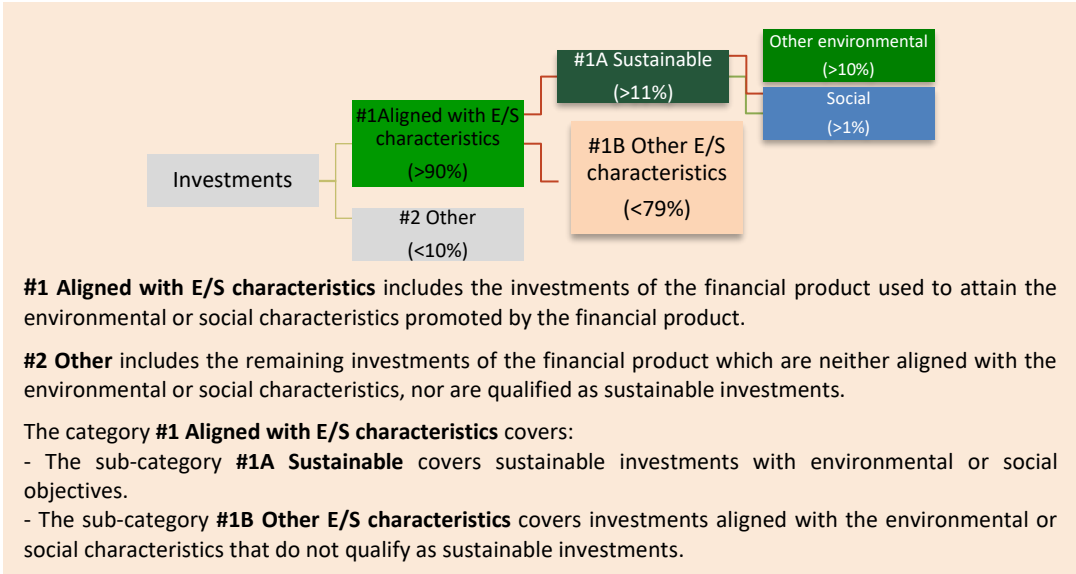 Investments
#1Aligned with E/S
characteristics
(>90%)
#2 Other
(<10%)
#1A Sustainable
(>11%)
#1B Other E/S
characteristics
(<79%)
Other environmental
(>10%)
Social
(>1%)
#1 Aligned with E/S characteristics includes the investments of the financial product used to attain the
environmental or social characteristics promoted by the financial product.
#2 Other includes the remaining investments of the financial product which are neither aligned with the
environmental or social characteristics, nor are qualified as sustainable investments.
The category #1 Aligned with E/S characteristics covers:
- The sub-category #1A Sustainable covers sustainable investments with environmental or social
objectives.
- The sub-category #1B Other E/S characteristics covers investments aligned with the environmental or
social characteristics that do not qualify as sustainable investments.